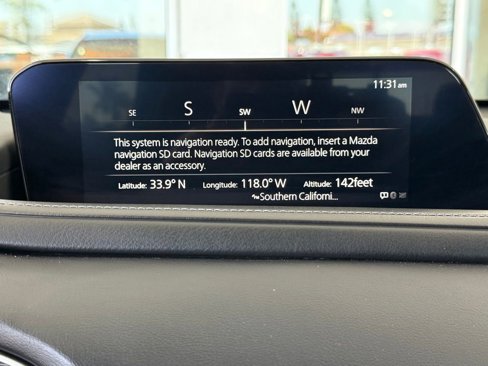 11:31am
SE S SW W NW
This system is navigation ready. To add navigation, insert a Mazda
navigation SD card. Navigation SD cards are available from your
dealer as an accessory.
Latitude: 33.9° N Longitude: 118.0° W Altitude: 142feet
Southern Californi...